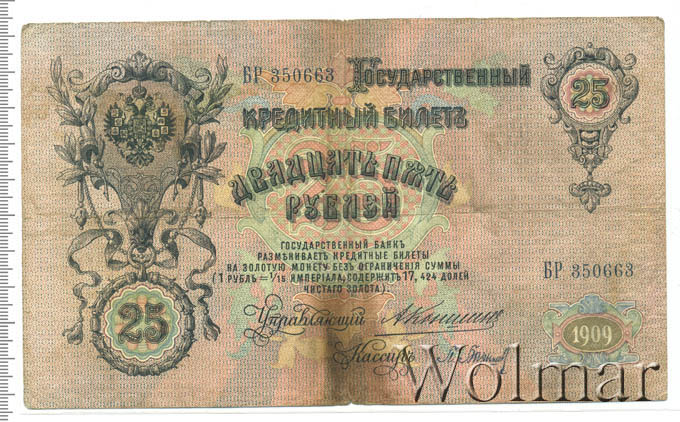 БР 350663 Государственный
25
Кредитный Билетъ
Двадцать пять
рублей
Государственный Банкъ
размѣниваетъ кредитные билеты
на золотую монету безъ ограниченія суммы
(1 рубль = 1/15 имперіала, содержитъ 17, 424 долей
чистаго золота).
БР 350663
25
Управляющій
1909
Кассиръ
Wolmar